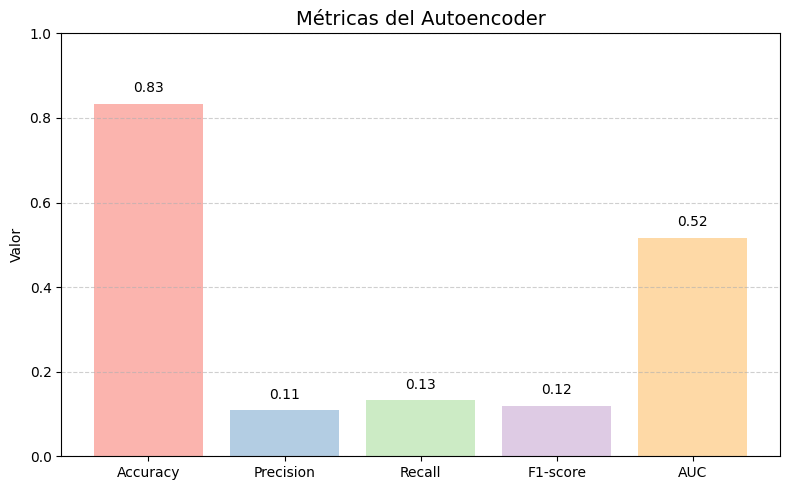 Métricas del Autoencoder
1.0
0.8
0.6
0.4
0.2
0.0
Valor
0.83
0.11
0.13
0.12
0.52
Accuracy
Precision
Recall
F1-score
AUC